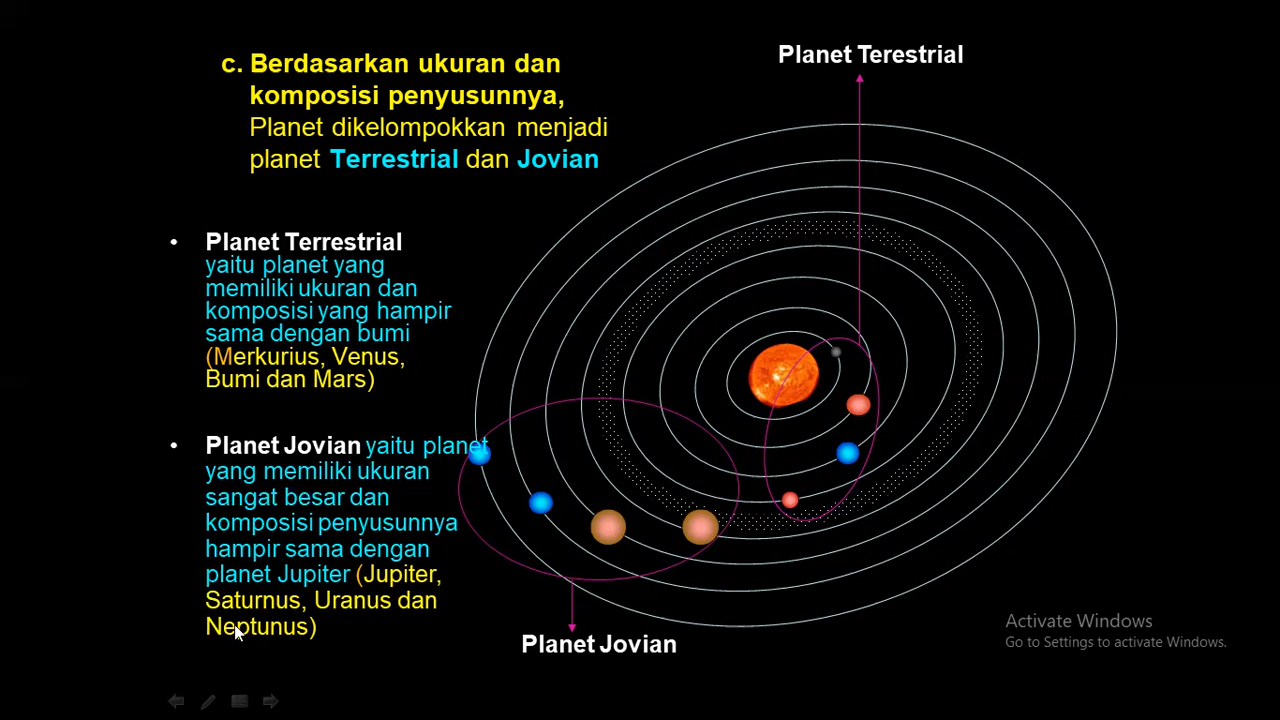 c. Berdasarkan ukuran dan
komposisi penyusunnya,
Planet dikelompokkan menjadi
planet Terrestrial dan Jovian
Planet Terestrial
• Planet Terrestrial
yaitu planet yang
memiliki ukuran dan
komposisi yang hampir
sama dengan bumi
(Merkurius, Venus,
Bumi dan Mars)
• Planet Jovian yaitu planet
yang memiliki ukuran
sangat besar dan
komposisi penyusunnya
hampir sama dengan
planet Jupiter (Jupiter,
Saturnus, Uranus dan
Neptunus)
Planet Jovian
Activate Windows
Go to Settings to activate Windows.